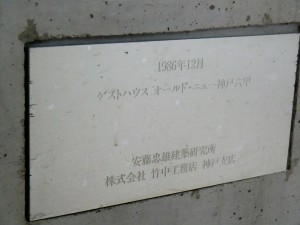 1986年12月
ゲストハウス オールド・ニュー神戸六甲
安藤忠雄建築研究所
株式会社 竹中工務店 神戸支店